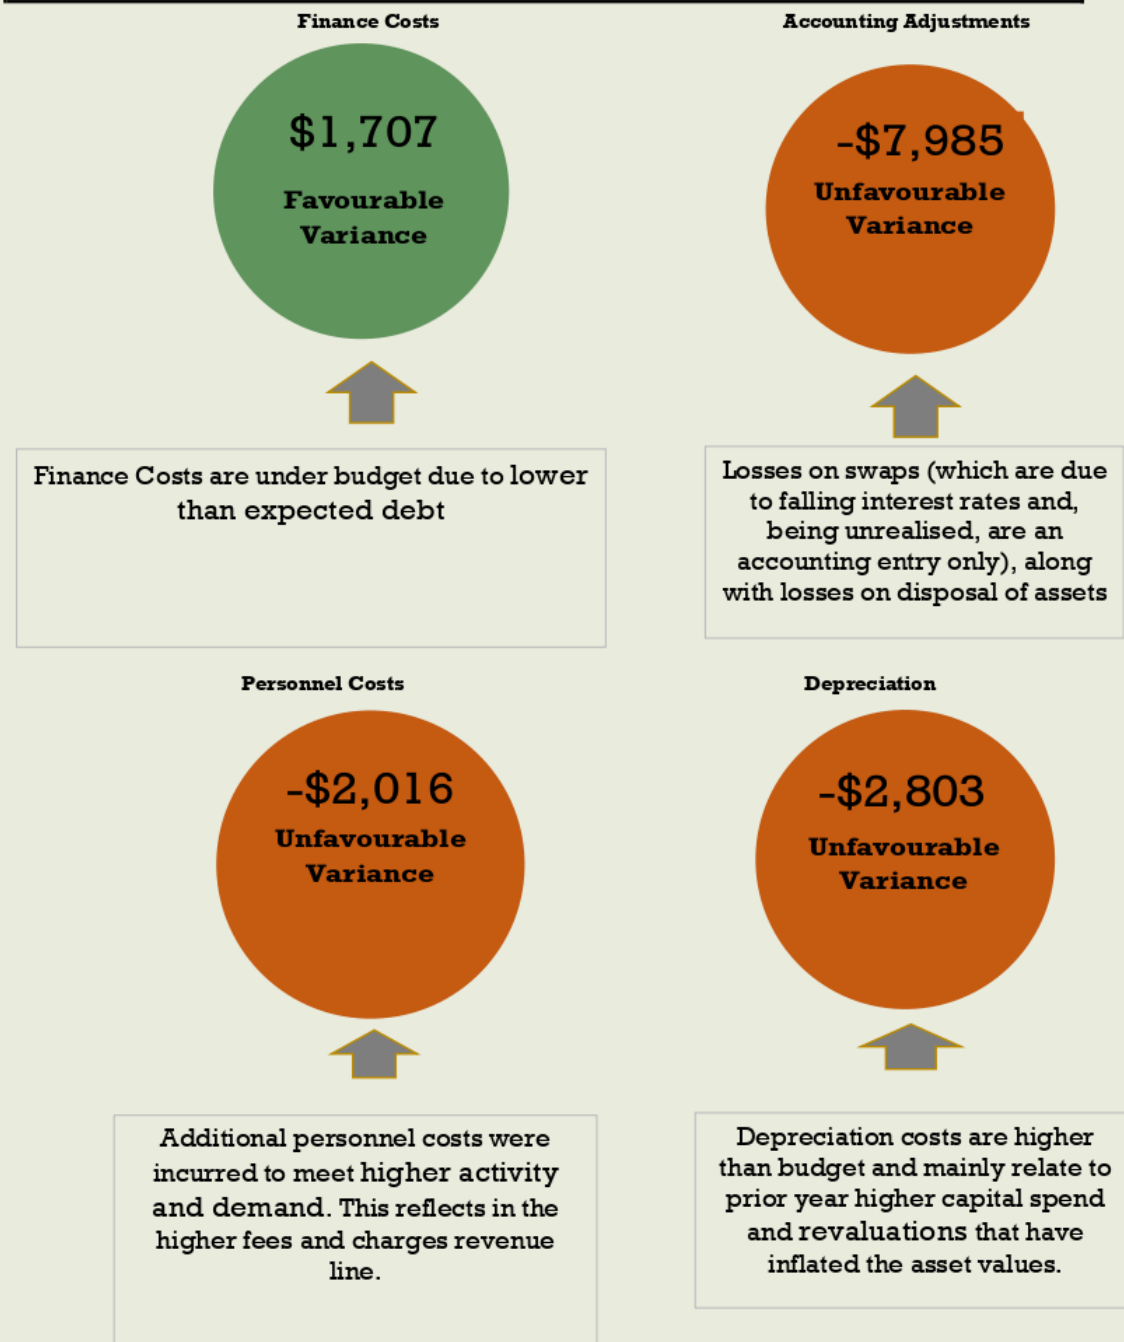 Finance Costs
$1,707
Favourable
Variance
Finance Costs are under budget due to lower
than expected debt
Accounting Adjustments
-$7,985
Unfavourable
Variance
Losses on swaps (which are due
to falling interest rates and,
being unrealised, are an
accounting entry only), along
with losses on disposal of assets
Personnel Costs
-$2,016
Unfavourable
Variance
Additional personnel costs were
incurred to meet higher activity
and demand. This reflects in the
higher fees and charges revenue
line.
Depreciation
-$2,803
Unfavourable
Variance
Depreciation costs are higher
than budget and mainly relate to
prior year higher capital spend
and revaluations that have
inflated the asset values.